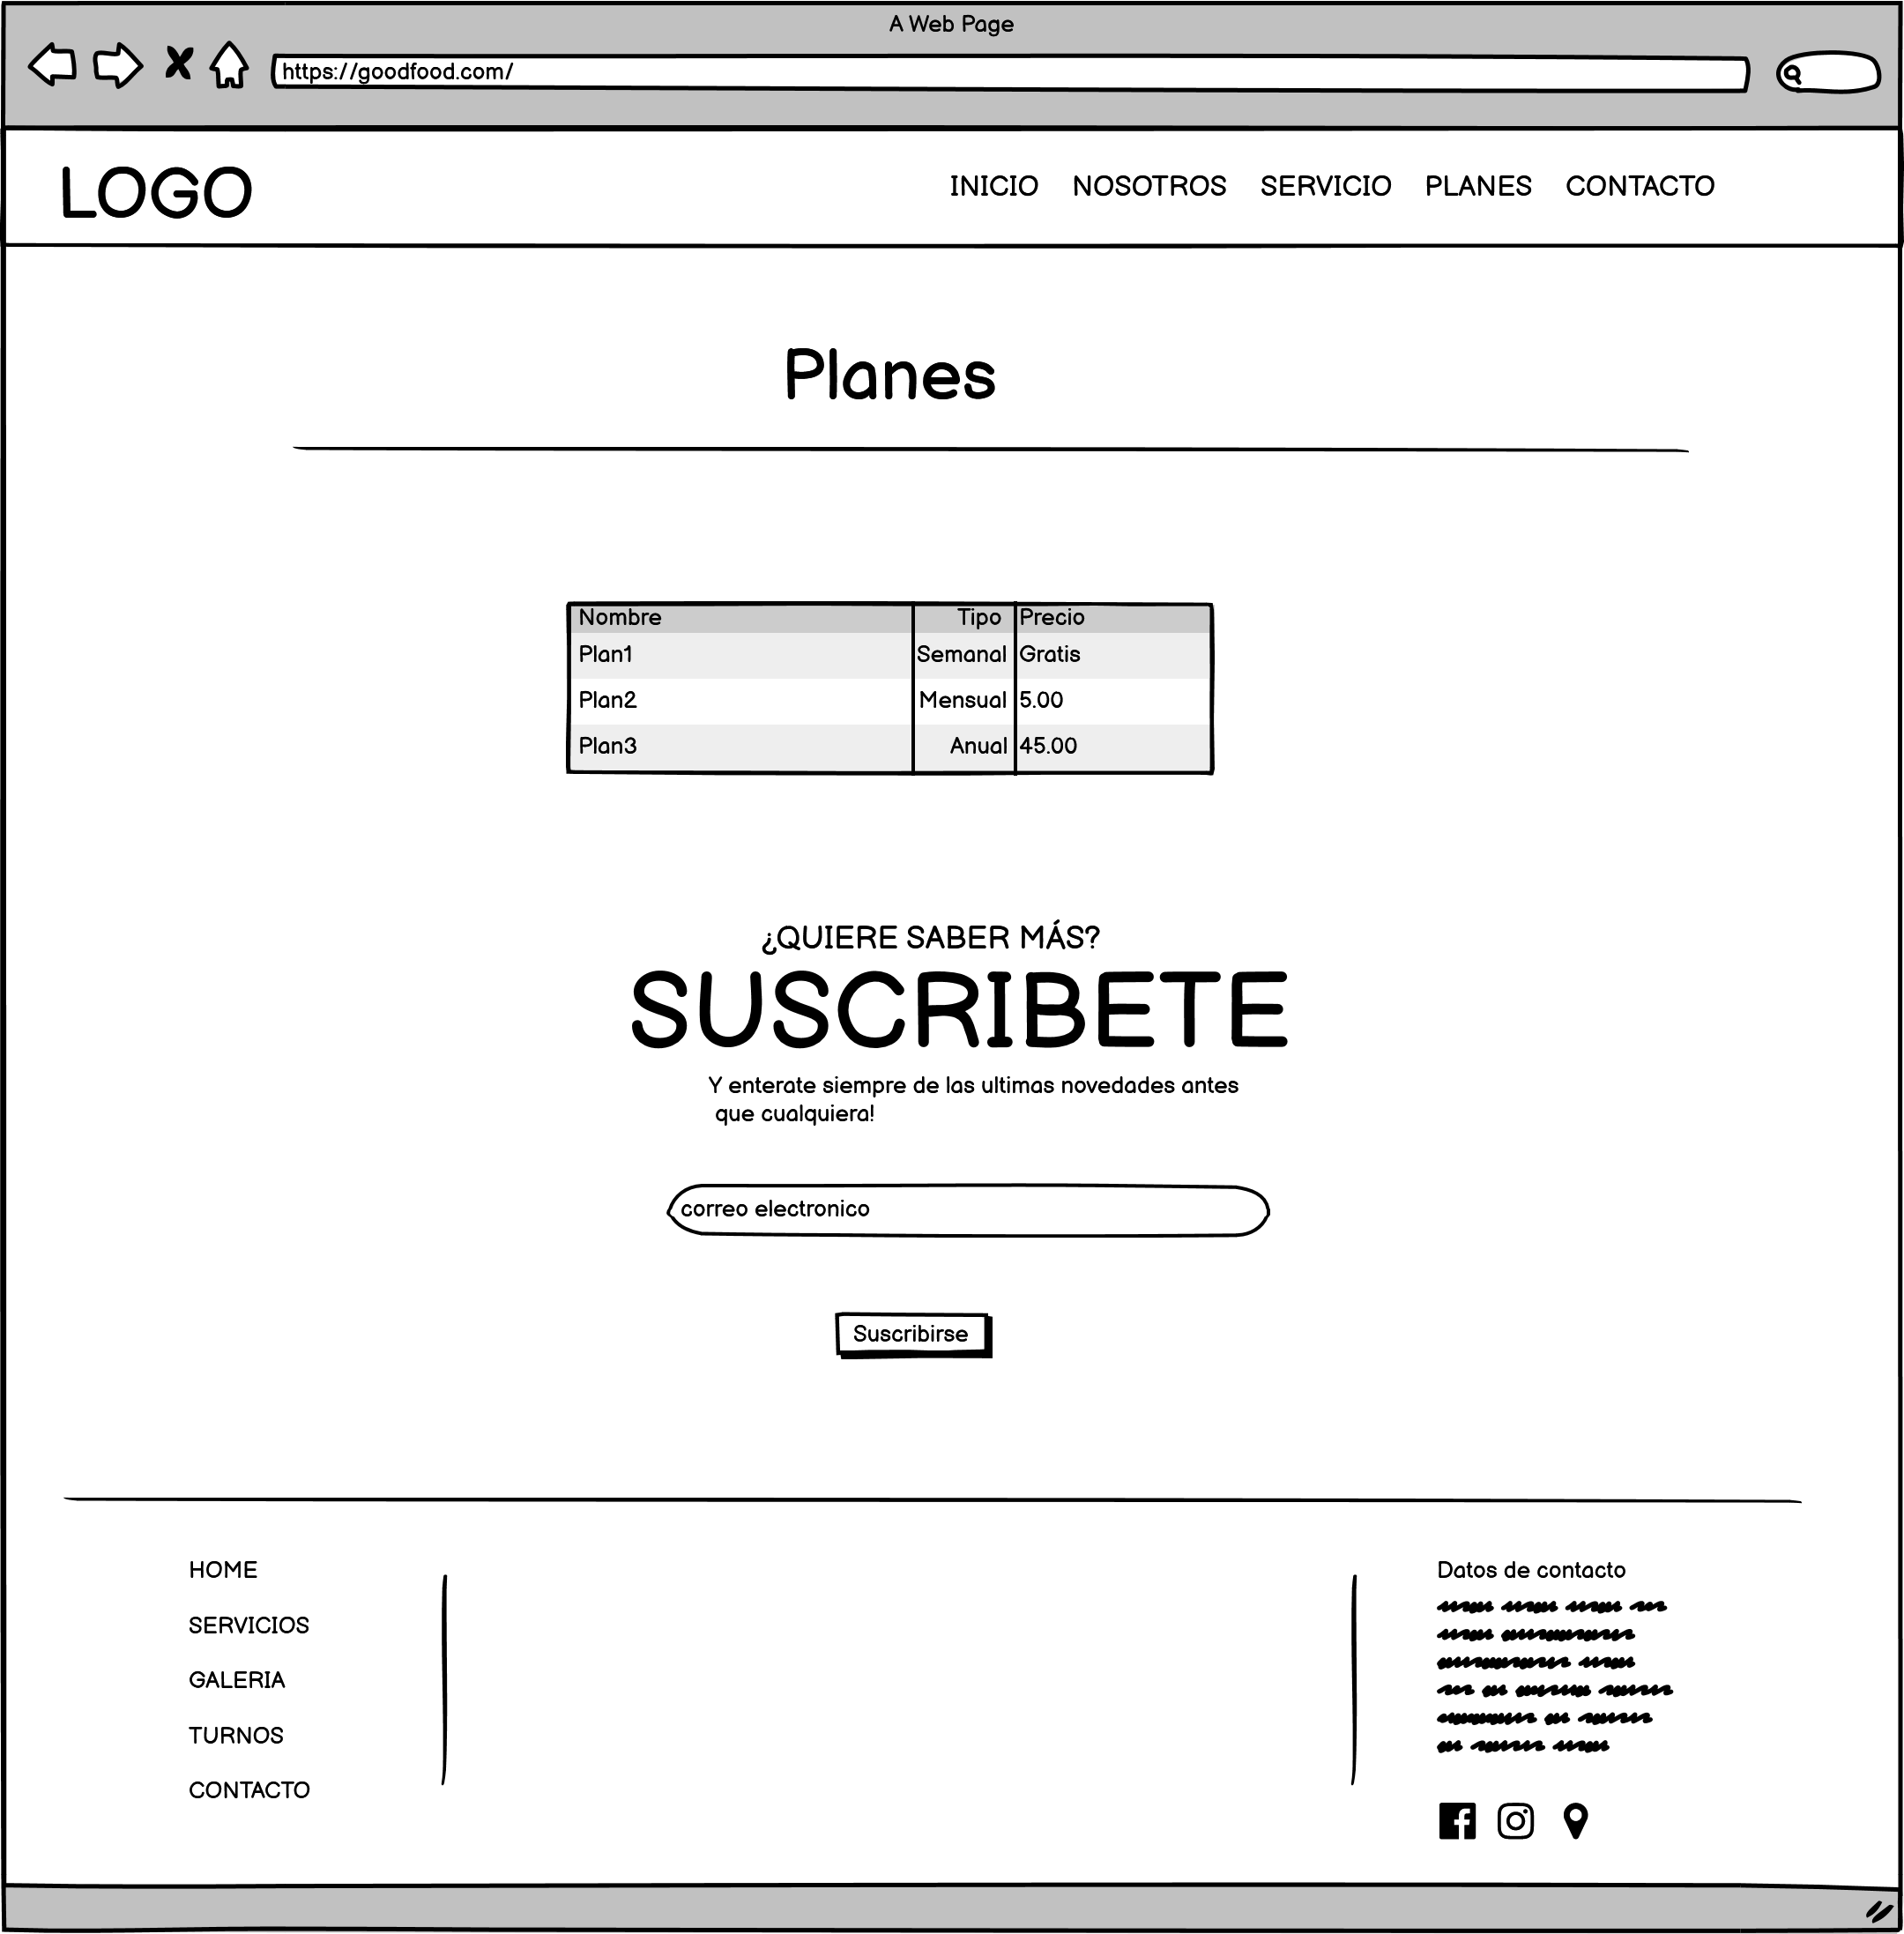 A Web Page
https://goodfood.com/
LOGO
INICIO NOSOTROS SERVICIO PLANES CONTACTO
Planes
Nombre Tipo Precio
Plan1 Semanal Gratis
Plan2 Mensual 5.00
Plan3 Anual 45.00
¿QUIERE SABER MÁS?
SUSCRIBETE
Y enterate siempre de las ultimas novedades antes
que cualquiera!
correo electronico
Suscribirse
HOME
SERVICIOS
GALERIA
TURNOS
CONTACTO
Datos de contacto